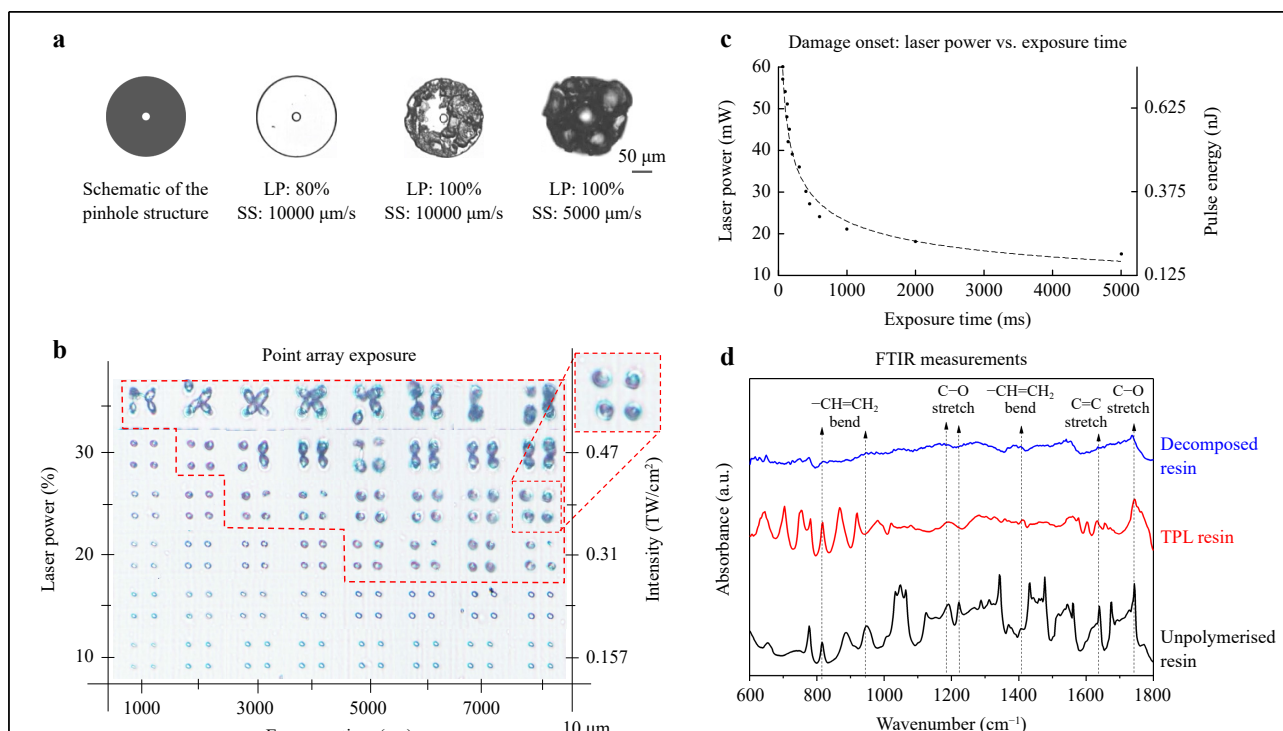 a
Schematic of the
pinhole structure
LP: 80%
SS: 10000 μm/s
LP: 100%
SS: 10000 μm/s
LP: 100%
SS: 5000 μm/s
50 μm
b
Point array exposure
Laser power (%)
30
20
10
0.47
0.31
0.157
Intensity (TW/cm²)
1000
3000
5000
7000
10 μm
c
Damage onset: laser power vs. exposure time
Laser power (mW)
60
50
40
30
20
10
0
1000
2000
3000
4000
5000
Exposure time (ms)
0.625
0.375
0.125
Pulse energy (nJ)
d
FTIR measurements
−CH=CH₂
bend
C−O
stretch
−CH=CH₂
bend
C=C
stretch
C−O
stretch
Decomposed
resin
TPL resin
Unpolymerised
resin
Absorbance (a.u.)
600
800
1000
1200
1400
1600
1800
Wavenumber (cm⁻¹)